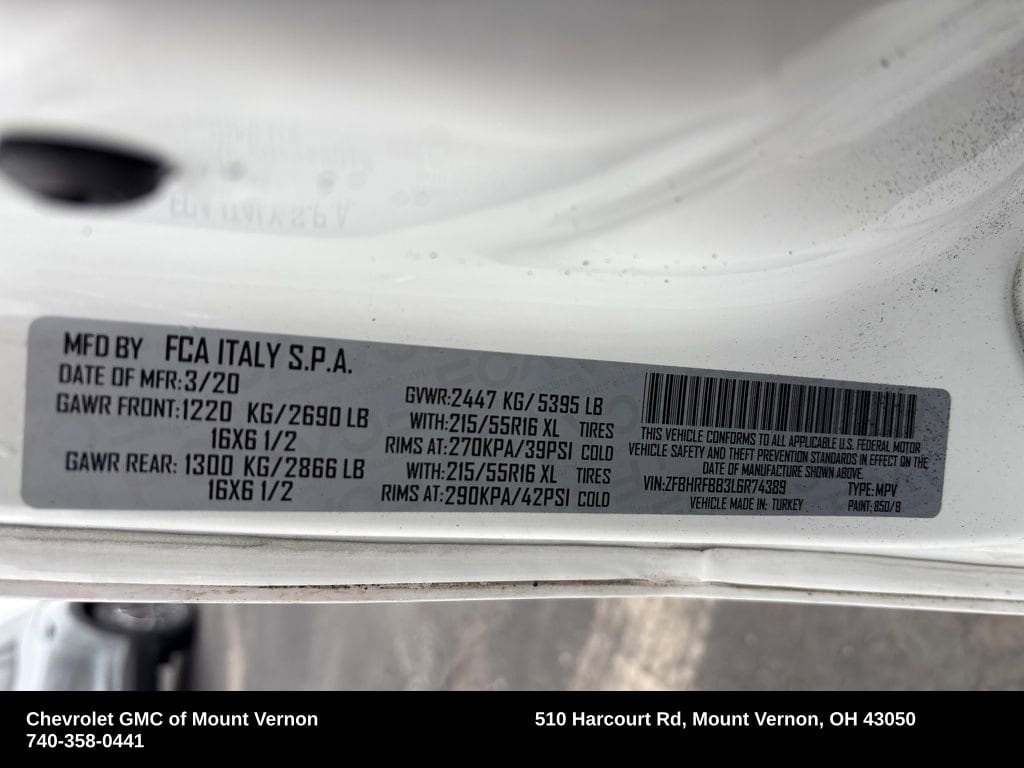 MFD BY FCA ITALY S.P.A.
DATE OF MFR:3/20
GAWR FRONT:1220 KG/2690 LB
16X6 1/2
GAWR REAR: 1300 KG/2866 LB
16X6 1/2
GVWR:2447 KG/ 5395 LB
WITH:215/55R16 XL TIRES
RIMS AT:270KPA/39PSI COLD
WITH:215/55R16 XL TIRES
RIMS AT:290KPA/42PSI COLD
THIS VEHICLE CONFORMS TO ALL APPLICABLE U.S. FEDERAL MOTOR
VEHICLE SAFETY AND THEFT PREVENTION STANDARDS IN EFFECT ON THE
DATE OF MANUFACTURE SHOWN ABOVE.
VIN:ZFBHRFBB3L6R74389 TYPE: MPV
VEHICLE MADE IN: TURKEY PAINT: 850/B
Chevrolet GMC of Mount Vernon
740-358-0441
510 Harcourt Rd, Mount Vernon, OH 43050